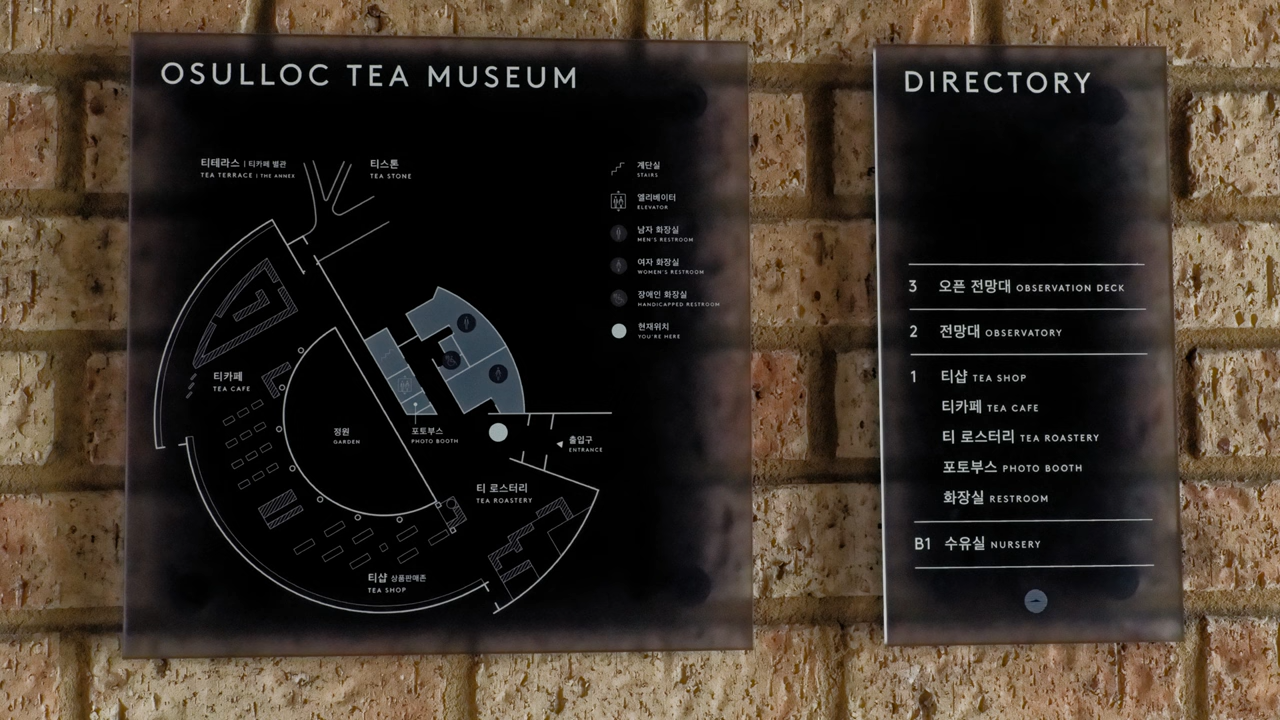 OSULLOC TEA MUSEUM
티테라스 | 티카페 별관
TEA TERRACE | THE ANNEX
티스톤
TEA STONE
계단실
STAIRS
엘리베이터
ELEVATOR
남자 화장실
MEN'S RESTROOM
여자 화장실
WOMEN'S RESTROOM
장애인 화장실
HANDICAPPED RESTROOM
현재위치
YOU'RE HERE
티카페
TEA CAFE
정원
GARDEN
포토부스
PHOTO BOOTH
출입구
ENTRANCE
티 로스터리
TEA ROASTERY
티샵 상품판매존
TEA SHOP
DIRECTORY
3 오픈 전망대 OBSERVATION DECK
2 전망대 OBSERVATORY
1 티샵 TEA SHOP
티카페 TEA CAFE
티 로스터리 TEA ROASTERY
포토부스 PHOTO BOOTH
화장실 RESTROOM
B1 수유실 NURSERY